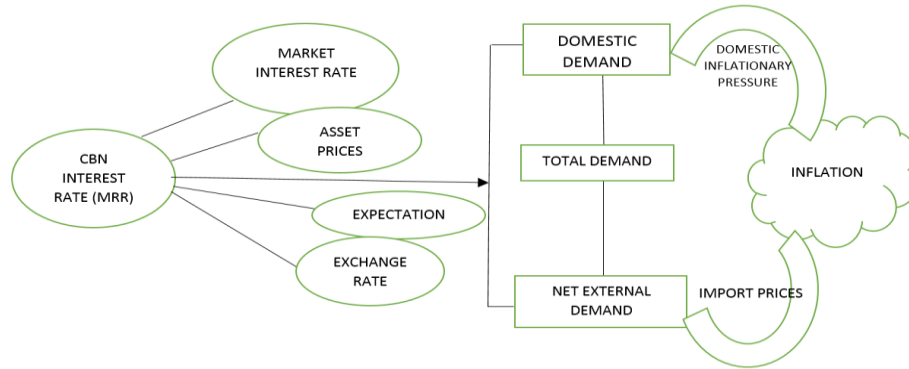 MARKET
INTEREST RATE
ASSET
PRICES
CBN
INTEREST
RATE (MRR)
EXPECTATION
EXCHANGE
RATE
DOMESTIC
DEMAND
TOTAL DEMAND
NET EXTERNAL
DEMAND
DOMESTIC
INFLATIONARY
PRESSURE
INFLATION
IMPORT PRICES